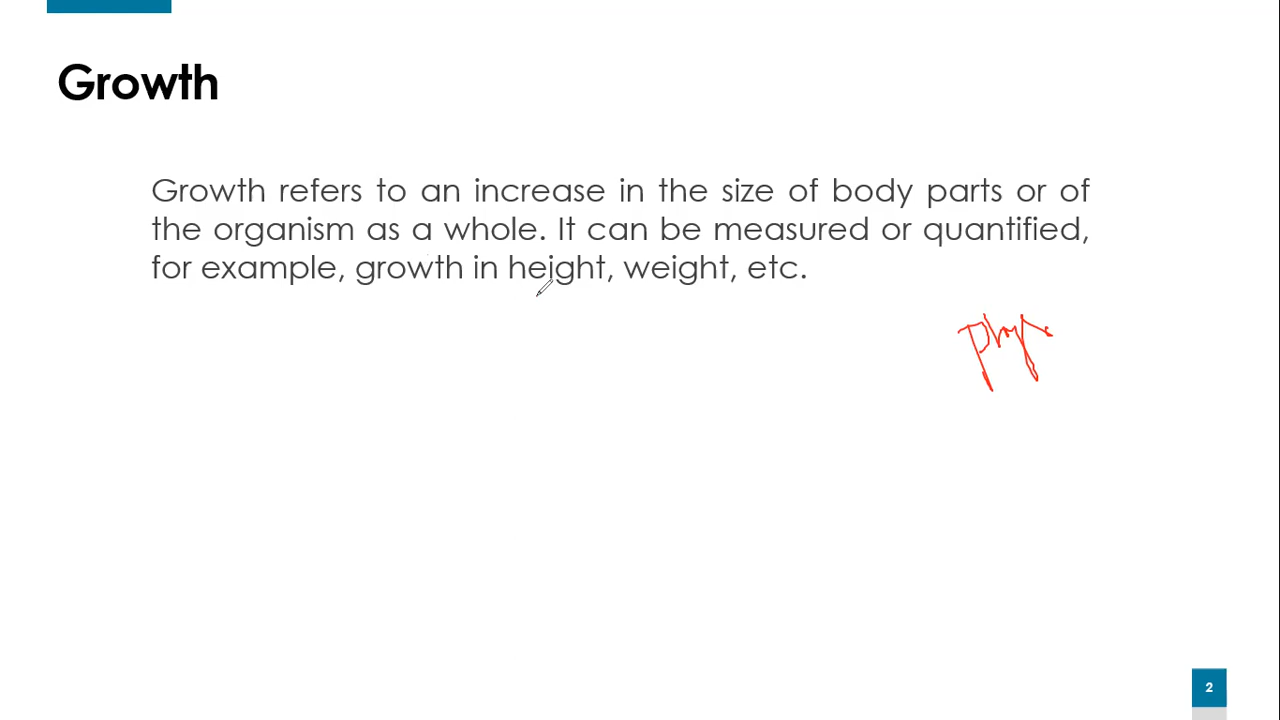 Growth
Growth refers to an increase in the size of body parts or of
the organism as a whole. It can be measured or quantified,
for example, growth in height, weight, etc.
Phys
2